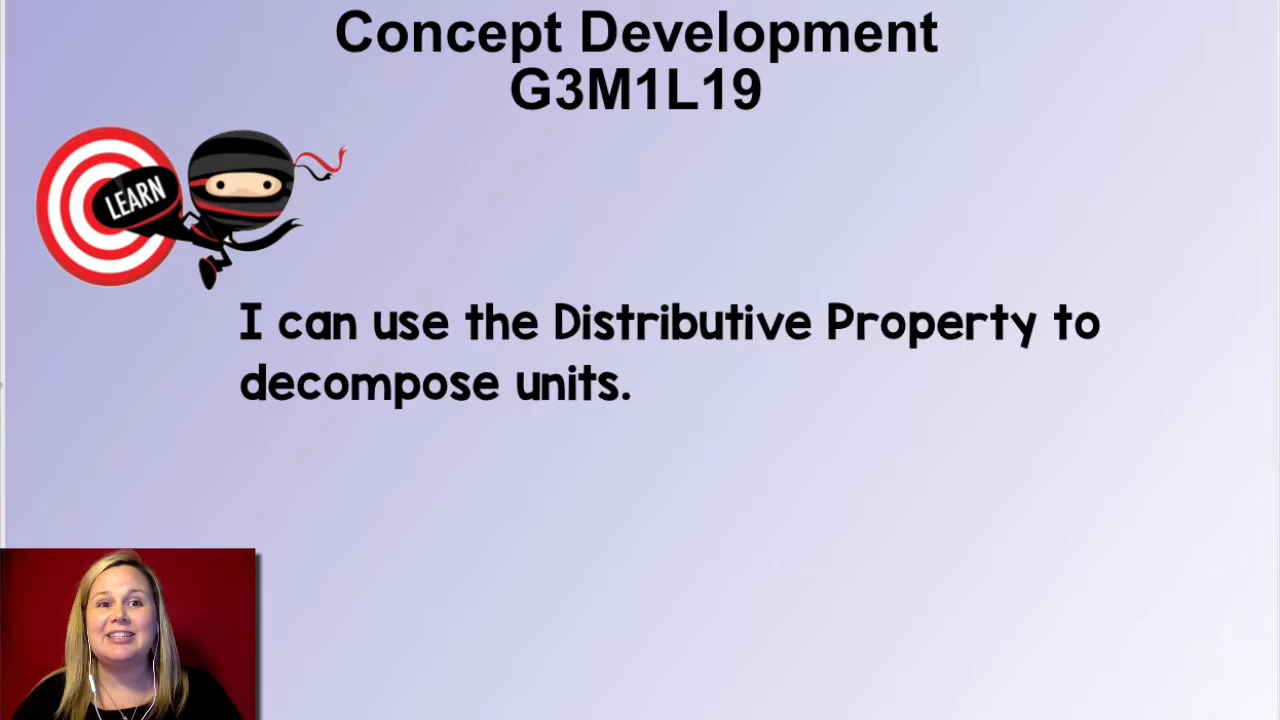 Concept Development
G3M1L19
LEARN
I can use the Distributive Property to
decompose units.